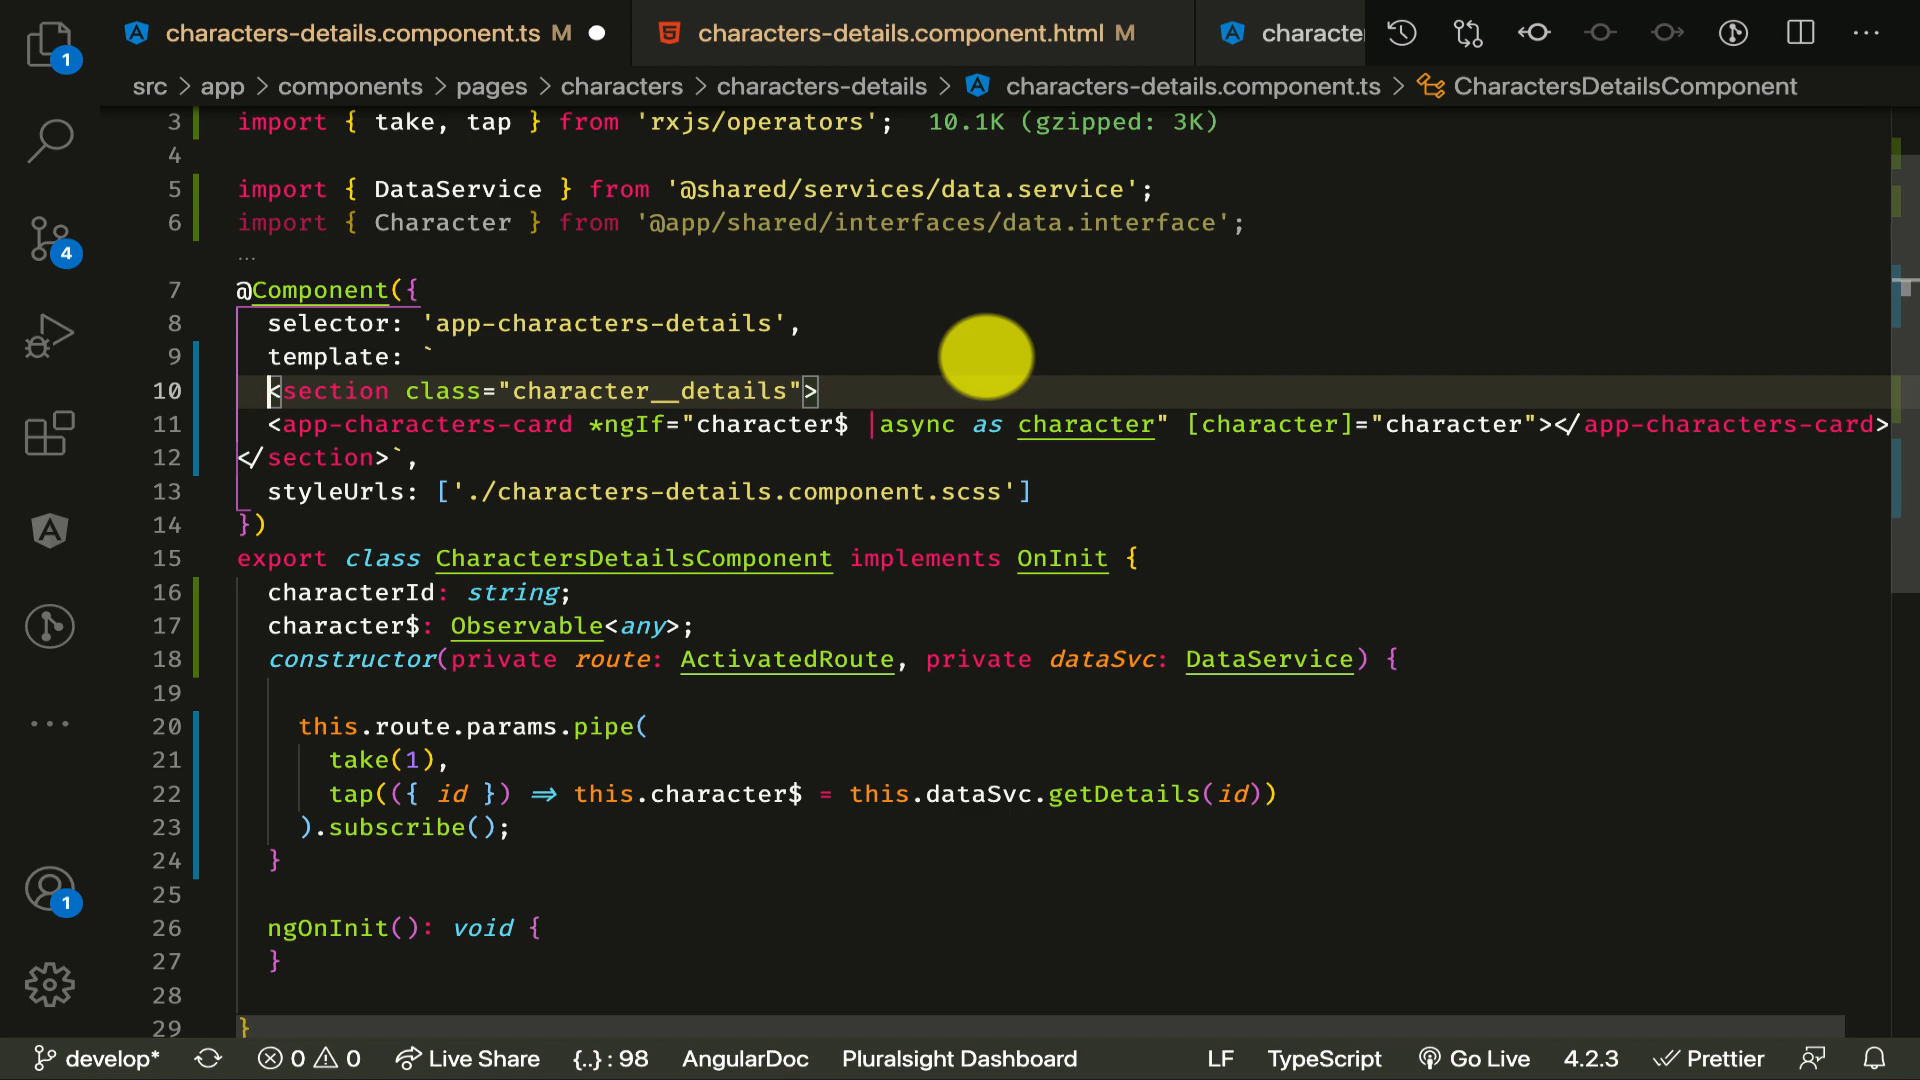 characters-details.component.ts M
characters-details.component.html M
characte
src > app > components > pages > characters > characters-details > characters-details.component.ts > CharactersDetailsComponent
3 import { take, tap } from 'rxjs/operators'; 10.1K (gzipped: 3K)
4
5 import { DataService } from '@shared/services/data.service';
6 import { Character } from '@app/shared/interfaces/data.interface';
...
7 @Component({
8 selector: 'app-characters-details',
9 template: `
10 <section class="character__details">
11 <app-characters-card *ngIf="character$ |async as character" [character]="character"></app-characters-card>
12 </section>`,
13 styleUrls: ['./characters-details.component.scss']
14 })
15 export class CharactersDetailsComponent implements OnInit {
16 characterId: string;
17 character$: Observable<any>;
18 constructor(private route: ActivatedRoute, private dataSvc: DataService) {
19
20 this.route.params.pipe(
21 take(1),
22 tap(({ id }) => this.character$ = this.dataSvc.getDetails(id))
23 ).subscribe();
24 }
25
26 ngOnInit(): void {
27 }
28
29 }
1
4
1
develop* 0 0 Live Share {..} : 98 AngularDoc Pluralsight Dashboard LF TypeScript Go Live 4.2.3 Prettier